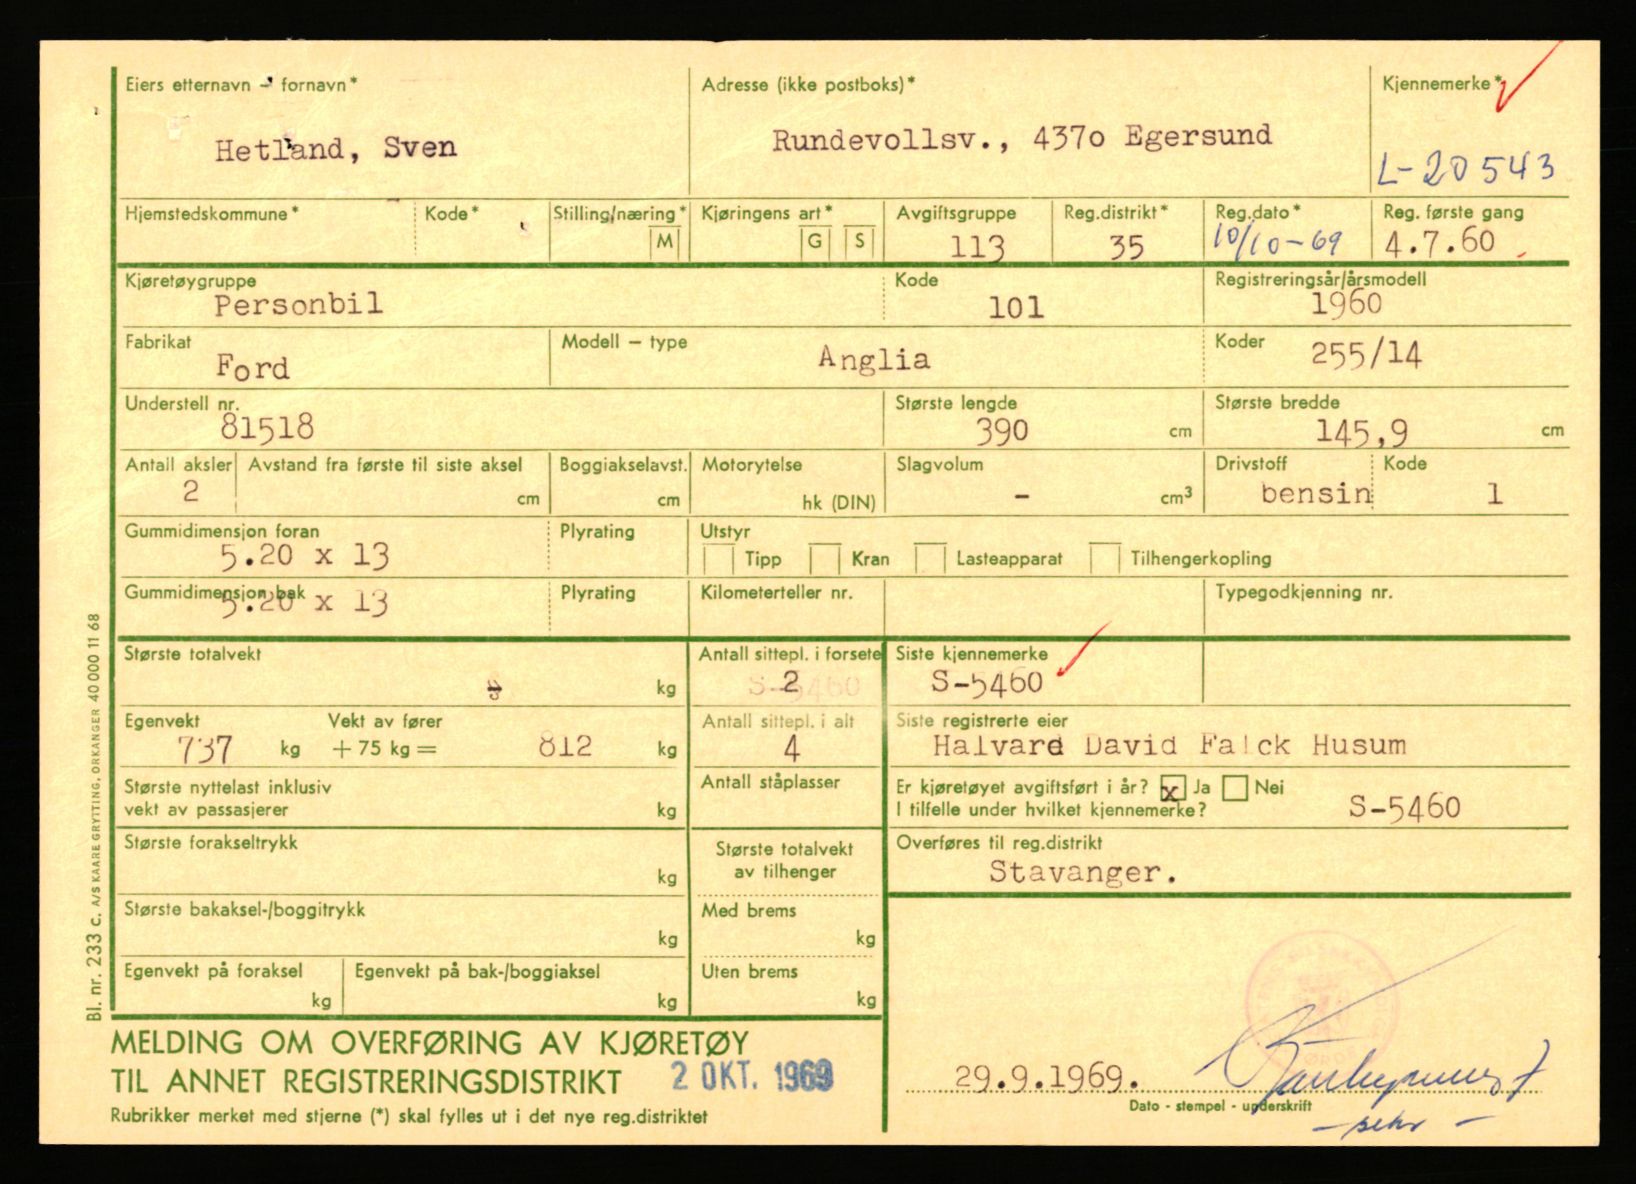 Eiers etternavn - fornavn*
Adresse (ikke postboks)*
Kjennemerke*
Hetland, Sven
Rundevollsv., 437o Egersund
L-20543
Hjemstedskommune*
Kode*
Stilling/næring*
M
Kjøringens art*
G
S
Avgiftsgruppe
113
Reg.distrikt*
35
Reg.dato*
10/10-69
Reg. første gang
4.7.60
Kjøretøygruppe
Personbil
Kode
101
Registreringsår/årsmodell
1960
Fabrikat
Ford
Modell – type
Anglia
Koder
255/14
Understell nr.
81518
Største lengde
390 cm
Største bredde
145,9 cm
Antall aksler
2
Avstand fra første til siste aksel
cm
Boggiakselavst.
cm
Motorytelse
hk (DIN)
Slagvolum
- cm3
Drivstoff
bensin
Kode
1
Gummidimensjon foran
5.20 x 13
Plyrating
Utstyr
Tipp
Kran
Lasteapparat
Tilhengerkopling
Gummidimensjon bak
5.20 x 13
Plyrating
Kilometerteller nr.
Typegodkjenning nr.
Største totalvekt
kg
Antall sittepl. i forsete
S-5460
2
Siste kjennemerke
S-5460
Egenvekt
737 kg
Vekt av fører
+ 75 kg =
812 kg
Antall sittepl. i alt
4
Siste registrerte eier
Halvard David Falck Husum
Største nyttelast inklusiv
vekt av passasjerer
kg
Antall ståplasser
Er kjøretøyet avgiftsført i år? x Ja Nei
I tilfelle under hvilket kjennemerke?
S-5460
Største forakseltrykk
kg
Største totalvekt
av tilhenger
Overføres til reg.distrikt
Stavanger.
Største bakaksel-/boggitrykk
kg
Med brems
kg
Egenvekt på foraksel
kg
Egenvekt på bak-/boggiaksel
kg
Uten brems
kg
MELDING OM OVERFØRING AV KJØRETØY
TIL ANNET REGISTRERINGSDISTRIKT
2 OKT. 1969
Rubrikker merket med stjerne (*) skal fylles ut i det nye reg.distriktet
29.9.1969.
Dato - stempel - underskrift
- sekr -
Bl. nr. 233 C. A/S KAARE GRYTTING, ORKANGER 40 000 11 68